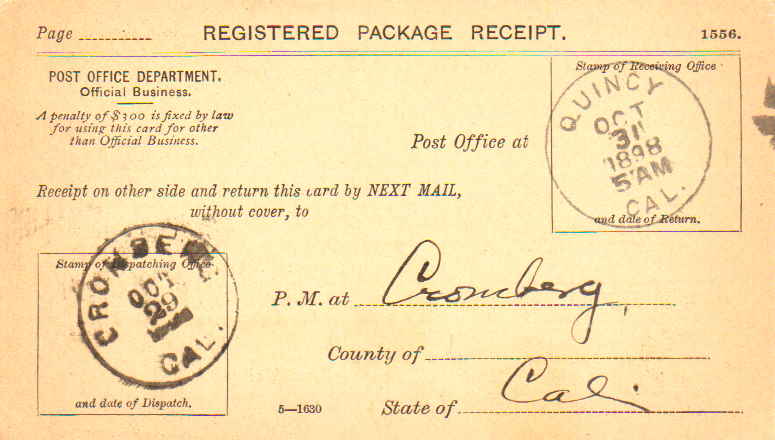 Page
REGISTERED PACKAGE RECEIPT.
1556.
POST OFFICE DEPARTMENT.
Official Business.
A penalty of $300 is fixed by law
for using this card for other
than Official Business.
Stamp of Receiving Office
QUINCY
OCT
31
1898
5 AM
CAL.
and date of Return.
Post Office at
Receipt on other side and return this card by NEXT MAIL,
without cover, to
Stamp of Dispatching Office
CROMBERG
OCT
29
CAL.
and date of Dispatch.
P. M. at Cromberg,
County of
5—1630
State of Cal.